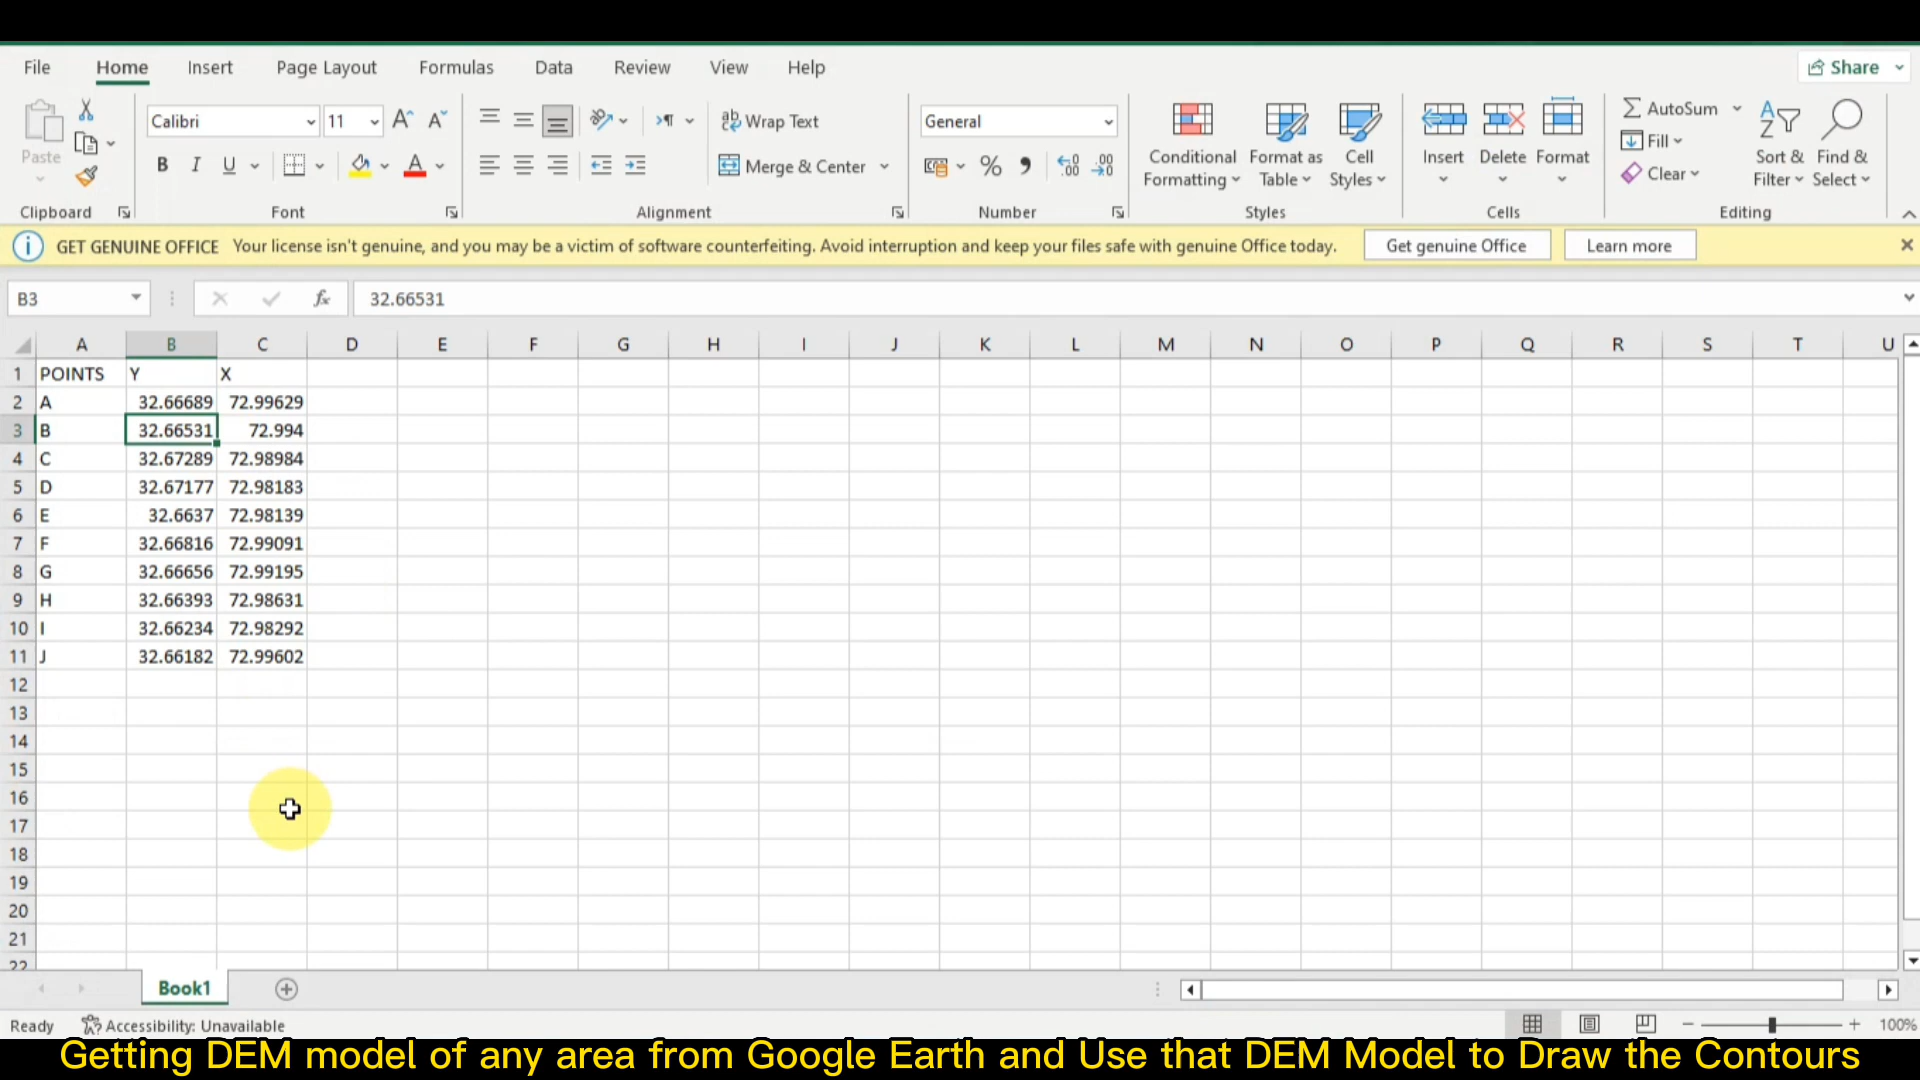 File Home Insert Page Layout Formulas Data Review View Help Share
Calibri 11 Wrap Text General AutoSum
Paste B I U Merge & Center % Conditional Formatting Format as Table Cell Styles Insert Delete Format Fill Clear Sort & Filter Find & Select
Clipboard Font Alignment Number Styles Cells Editing
GET GENUINE OFFICE Your license isn't genuine, and you may be a victim of software counterfeiting. Avoid interruption and keep your files safe with genuine Office today. Get genuine Office Learn more
B3 fx 32.66531
A B C D E F G H I J K L M N O P Q R S T U
1 POINTS Y X
2 A 32.66689 72.99629
3 B 32.66531 72.994
4 C 32.67289 72.98984
5 D 32.67177 72.98183
6 E 32.6637 72.98139
7 F 32.66816 72.99091
8 G 32.66656 72.99195
9 H 32.66393 72.98631
10 I 32.66234 72.98292
11 J 32.66182 72.99602
12
13
14
15
16
17
18
19
20
21
22
Book1
Ready Accessibility: Unavailable 100%
Getting DEM model of any area from Google Earth and Use that DEM Model to Draw the Contours